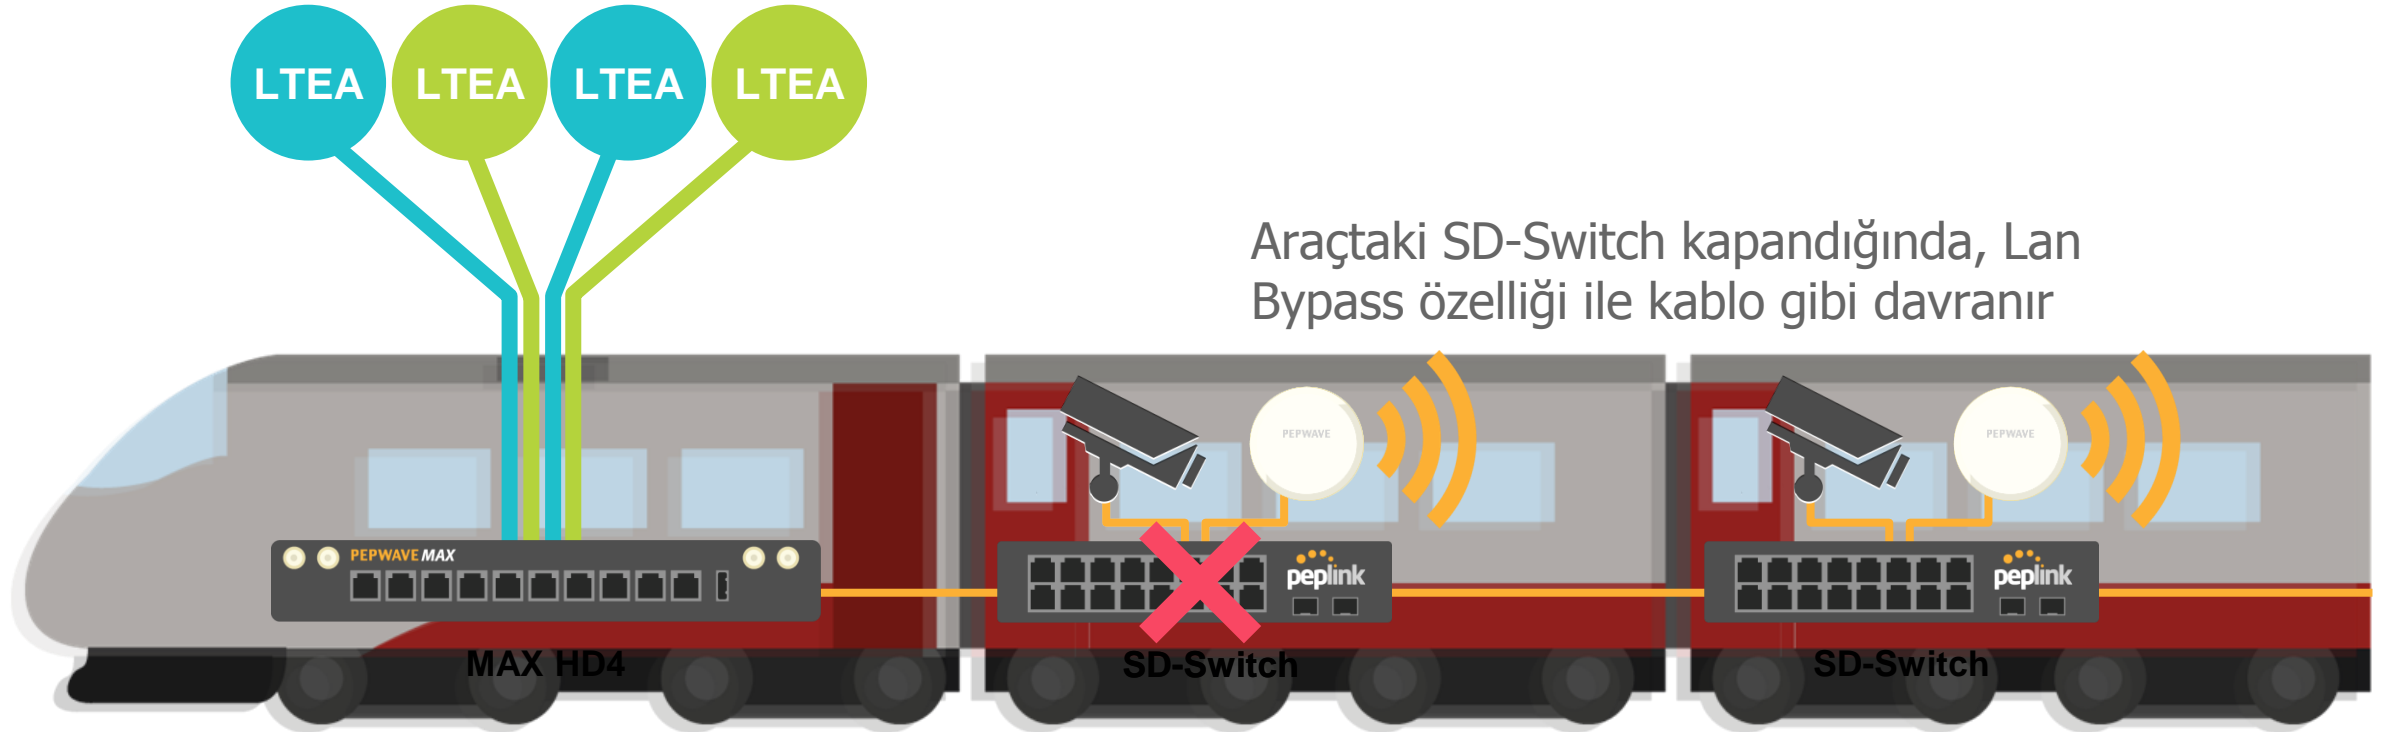 LTEA LTEA LTEA LTEA
Araçtaki SD-Switch kapandığında, Lan
Bypass özelliği ile kablo gibi davranır
PEPWAVE PEPWAVE
PEPWAVE MAX
peplink peplink
MAX HD4 SD-Switch SD-Switch